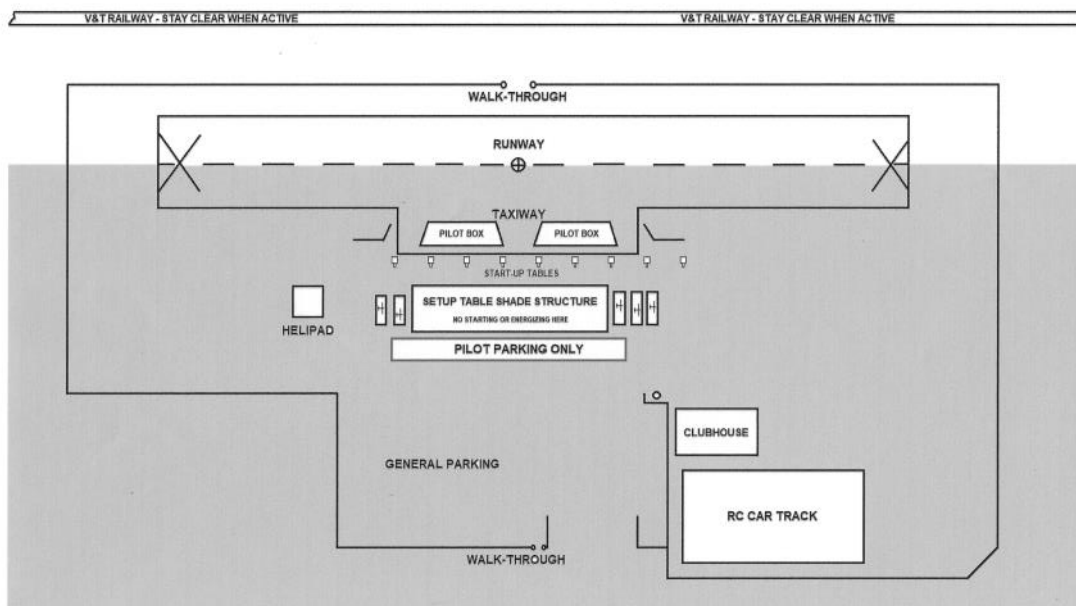 V&T RAILWAY - STAY CLEAR WHEN ACTIVE
V&T RAILWAY - STAY CLEAR WHEN ACTIVE
WALK-THROUGH
RUNWAY
TAXIWAY
PILOT BOX
PILOT BOX
START-UP TABLES
SETUP TABLE SHADE STRUCTURE
NO STARTING OR ENERGIZING HERE
HELIPAD
PILOT PARKING ONLY
CLUBHOUSE
GENERAL PARKING
RC CAR TRACK
WALK-THROUGH